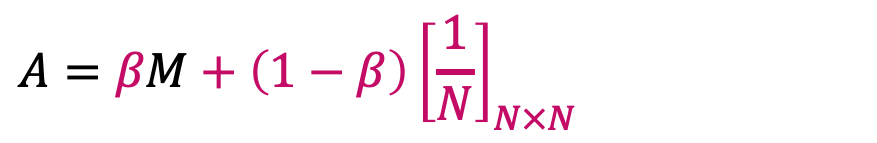 A = βM + (1 − β) [1/N]_{N×N}